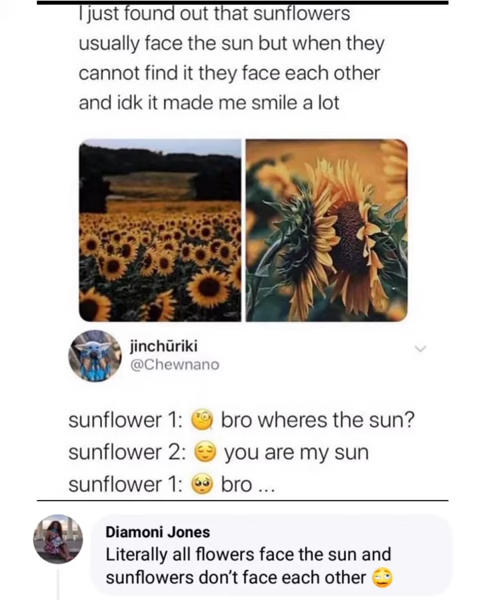 I just found out that sunflowers
usually face the sun but when they
cannot find it they face each other
and idk it made me smile a lot
jinchūriki
@Chewnano
sunflower 1: 🧐 bro wheres the sun?
sunflower 2: 😌 you are my sun
sunflower 1: 🥺 bro ...
Diamoni Jones
Literally all flowers face the sun and
sunflowers don't face each other 🙄